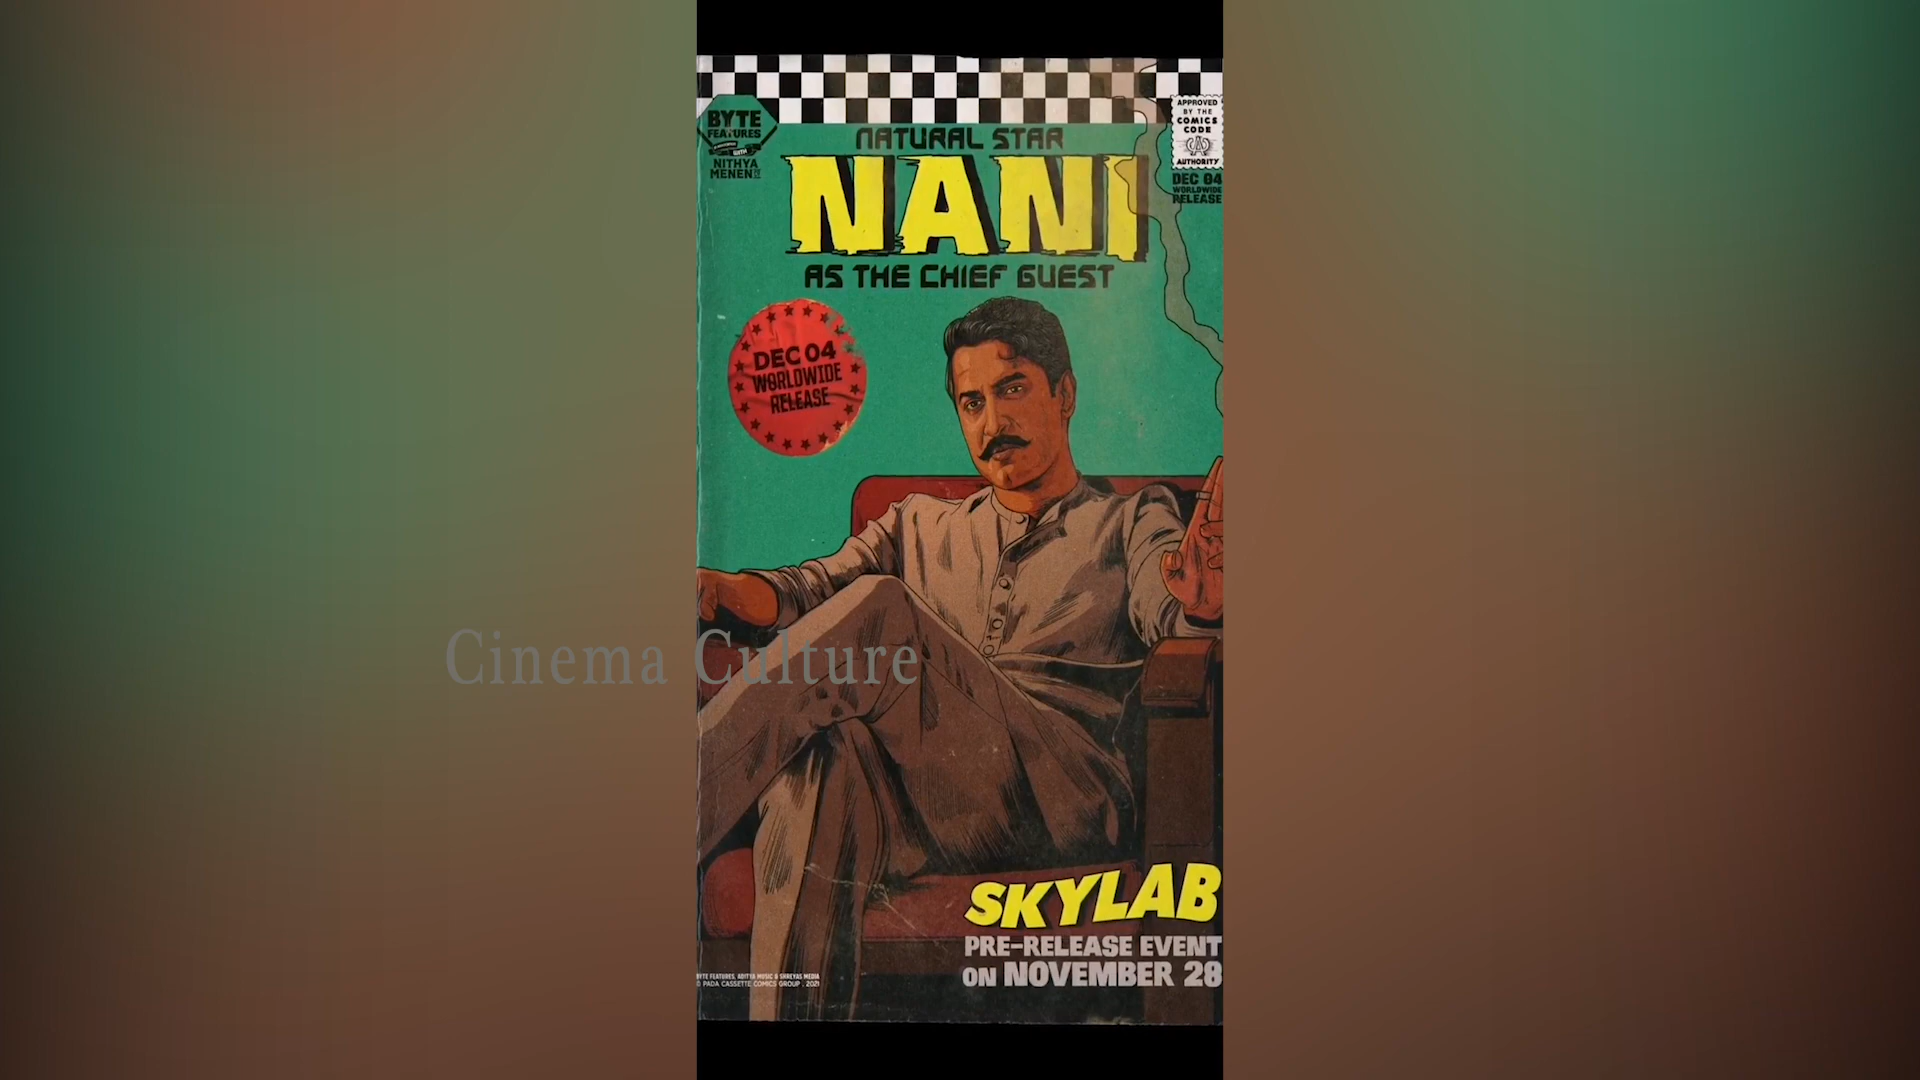 BYTE
FEATURES
WITH
NITHYA
MENEN
NATURAL STAR
NANI
AS THE CHIEF GUEST
APPROVED
BY THE
COMICS
CODE
AUTHORITY
DEC 04
WORLDWIDE
RELEASE
DEC 04
WORLDWIDE
RELEASE
Cinema Culture
SKYLAB
PRE-RELEASE EVENT
ON NOVEMBER 28
BYTE FEATURES, ADITYA MUSIC & SHREYAS MEDIA
© PADA CASSETTE COMICS GROUP , 2021